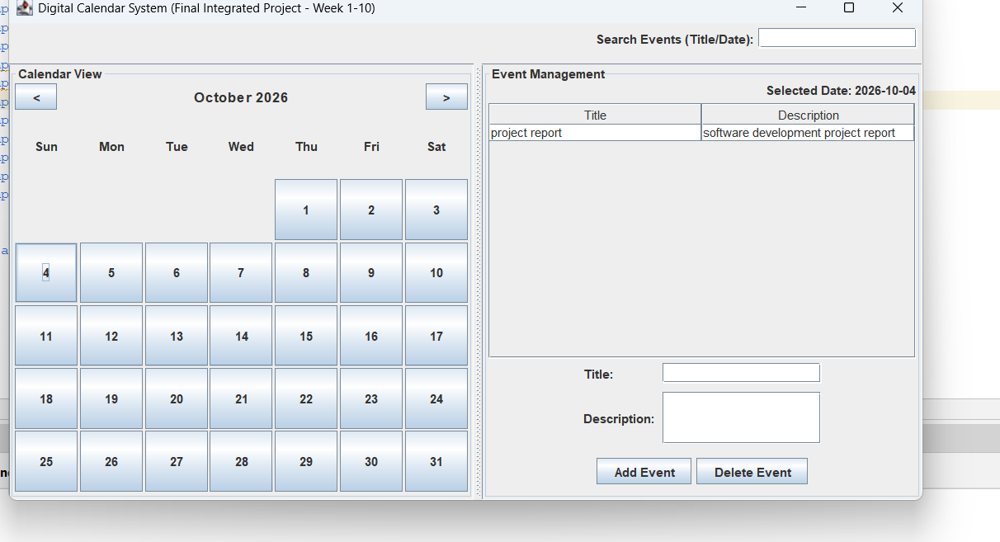 Digital Calendar System (Final Integrated Project - Week 1-10)
Search Events (Title/Date):
Calendar View
< October 2026 >
Sun Mon Tue Wed Thu Fri Sat
1 2 3
4 5 6 7 8 9 10
11 12 13 14 15 16 17
18 19 20 21 22 23 24
25 26 27 28 29 30 31
Event Management
Selected Date: 2026-10-04
Title Description
project report software development project report
Title:
Description:
Add Event Delete Event